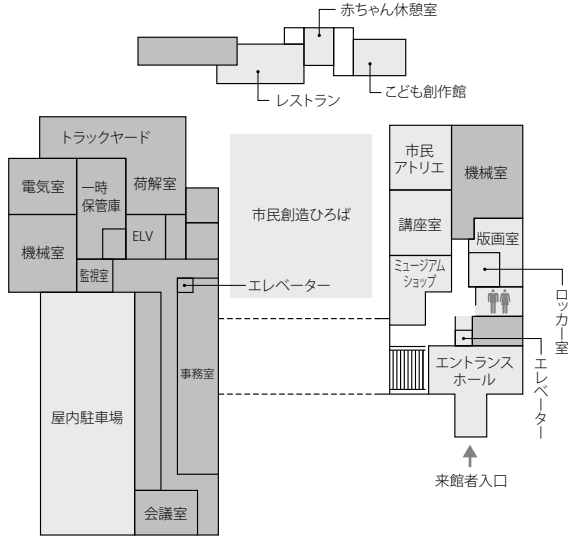 赤ちゃん休憩室
レストラン
こども創作館
トラックヤード
電気室
一時
保管庫
荷解室
機械室
ELV
監視室
エレベーター
事務室
屋内駐車場
会議室
市民創造ひろば
市民
アトリエ
機械室
講座室
版画室
ミュージアム
ショップ
ロッカー室
エントランス
ホール
エレベーター
来館者入口